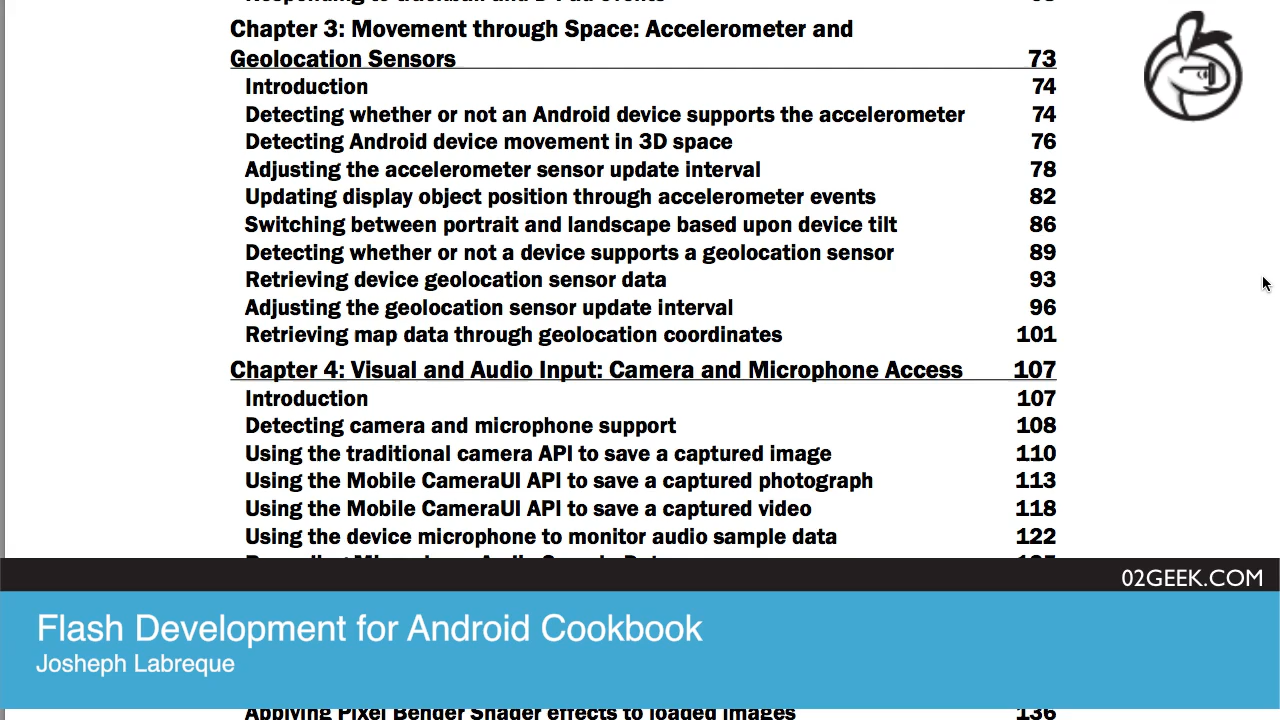 Chapter 3: Movement through Space: Accelerometer and
Geolocation Sensors 73
Introduction 74
Detecting whether or not an Android device supports the accelerometer 74
Detecting Android device movement in 3D space 76
Adjusting the accelerometer sensor update interval 78
Updating display object position through accelerometer events 82
Switching between portrait and landscape based upon device tilt 86
Detecting whether or not a device supports a geolocation sensor 89
Retrieving device geolocation sensor data 93
Adjusting the geolocation sensor update interval 96
Retrieving map data through geolocation coordinates 101
Chapter 4: Visual and Audio Input: Camera and Microphone Access 107
Introduction 107
Detecting camera and microphone support 108
Using the traditional camera API to save a captured image 110
Using the Mobile CameraUI API to save a captured photograph 113
Using the Mobile CameraUI API to save a captured video 118
Using the device microphone to monitor audio sample data 122
02GEEK.COM
Flash Development for Android Cookbook
Josheph Labreque
Applying Pixel Bender Shader effects to loaded images 136